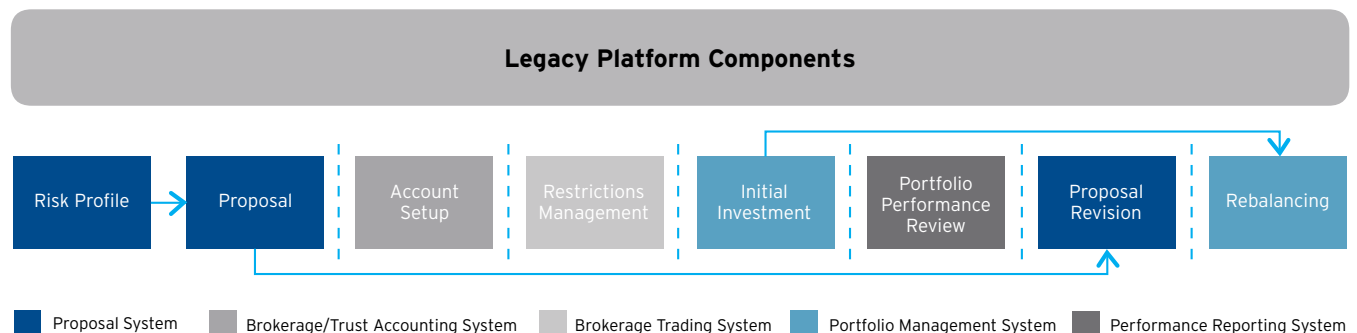 Legacy Platform Components
Risk Profile
Proposal
Account
Setup
Restrictions
Management
Initial
Investment
Portfolio
Performance
Review
Proposal
Revision
Rebalancing
Proposal System
Brokerage/Trust Accounting System
Brokerage Trading System
Portfolio Management System
Performance Reporting System